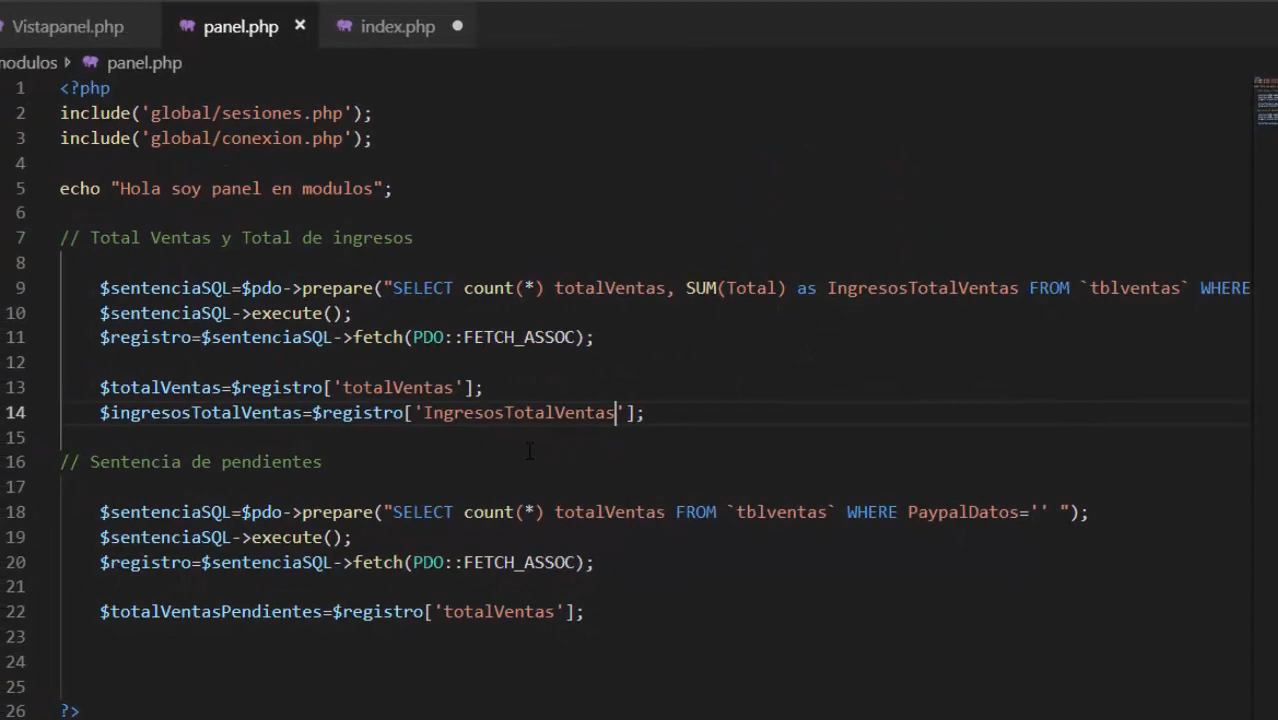 Vistapanel.php panel.php × index.php
modulos panel.php
1 <?php
2 include('global/sesiones.php');
3 include('global/conexion.php');
4
5 echo "Hola soy panel en modulos";
6
7 // Total Ventas y Total de ingresos
8
9 $sentenciaSQL=$pdo->prepare("SELECT count(*) totalVentas, SUM(Total) as IngresosTotalVentas FROM `tblventas` WHERE
10 $sentenciaSQL->execute();
11 $registro=$sentenciaSQL->fetch(PDO::FETCH_ASSOC);
12
13 $totalVentas=$registro['totalVentas'];
14 $ingresosTotalVentas=$registro['IngresosTotalVentas'];
15
16 // Sentencia de pendientes
17
18 $sentenciaSQL=$pdo->prepare("SELECT count(*) totalVentas FROM `tblventas` WHERE PaypalDatos='' ");
19 $sentenciaSQL->execute();
20 $registro=$sentenciaSQL->fetch(PDO::FETCH_ASSOC);
21
22 $totalVentasPendientes=$registro['totalVentas'];
23
24
25
26 ?>